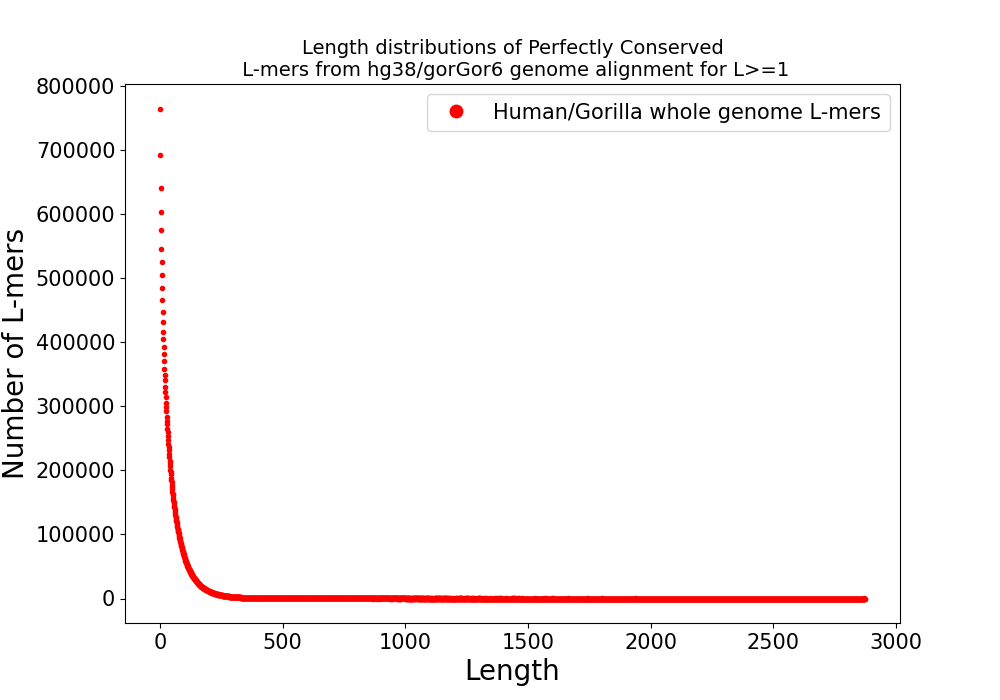 Length distributions of Perfectly Conserved
L-mers from hg38/gorGor6 genome alignment for L>=1
Human/Gorilla whole genome L-mers
Number of L-mers
800000
700000
600000
500000
400000
300000
200000
100000
0
0 500 1000 1500 2000 2500 3000
Length